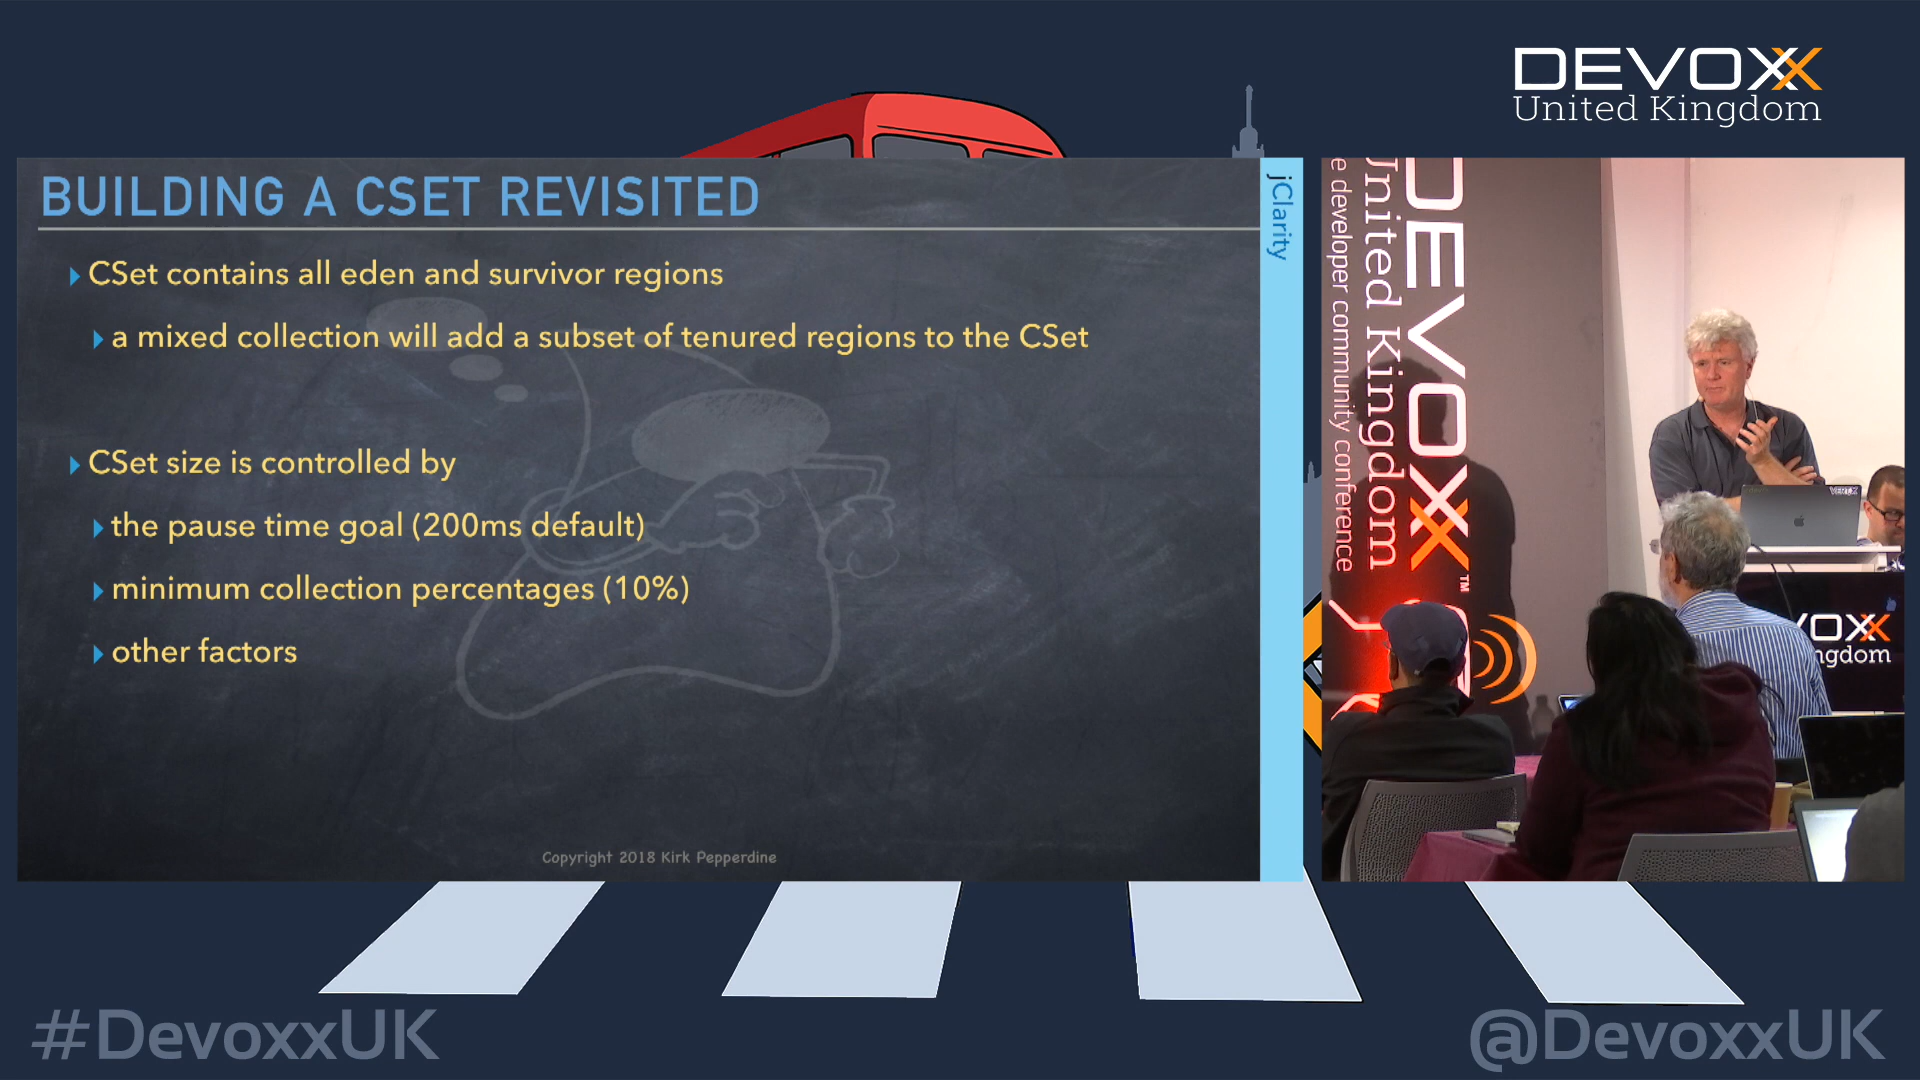 DEVOXX
United Kingdom
BUILDING A CSET REVISITED
CSet contains all eden and survivor regions
a mixed collection will add a subset of tenured regions to the CSet
CSet size is controlled by
the pause time goal (200ms default)
minimum collection percentages (10%)
other factors
Copyright 2018 Kirk Pepperdine
jClarity
DEVOXX™
United Kingdom
e developer community conference
VOXX
ngdom
#DevoxxUK
@DevoxxUK